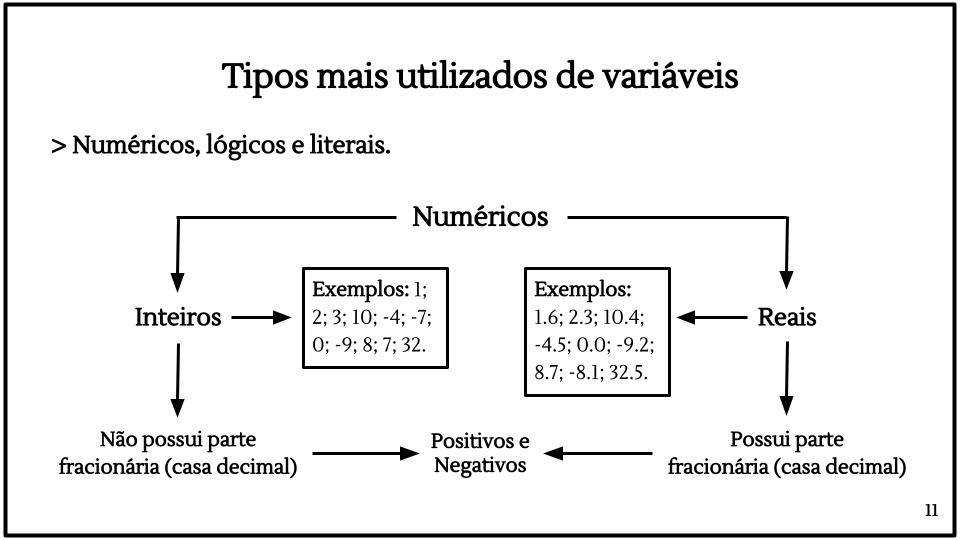 Tipos mais utilizados de variáveis
> Numéricos, lógicos e literais.
Numéricos
Inteiros
Exemplos: 1;
2; 3; 10; -4; -7;
0; -9; 8; 7; 32.
Exemplos:
1.6; 2.3; 10.4;
-4.5; 0.0; -9.2;
8.7; -8.1; 32.5.
Reais
Não possui parte
fracionária (casa decimal)
Positivos e
Negativos
Possui parte
fracionária (casa decimal)
11